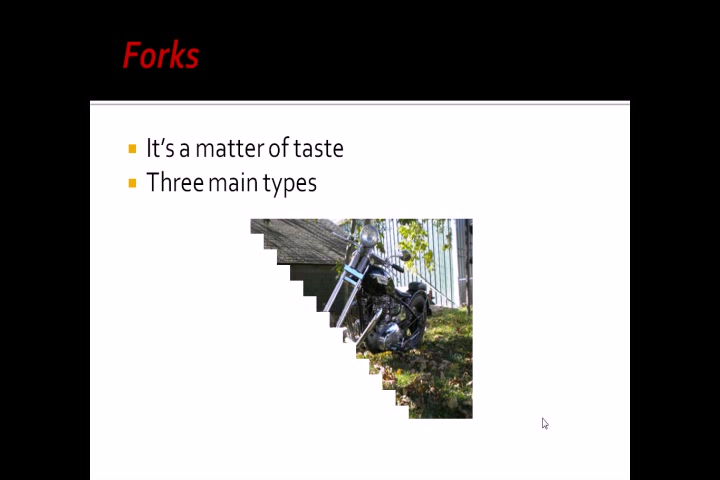 Forks
It's a matter of taste
Three main types